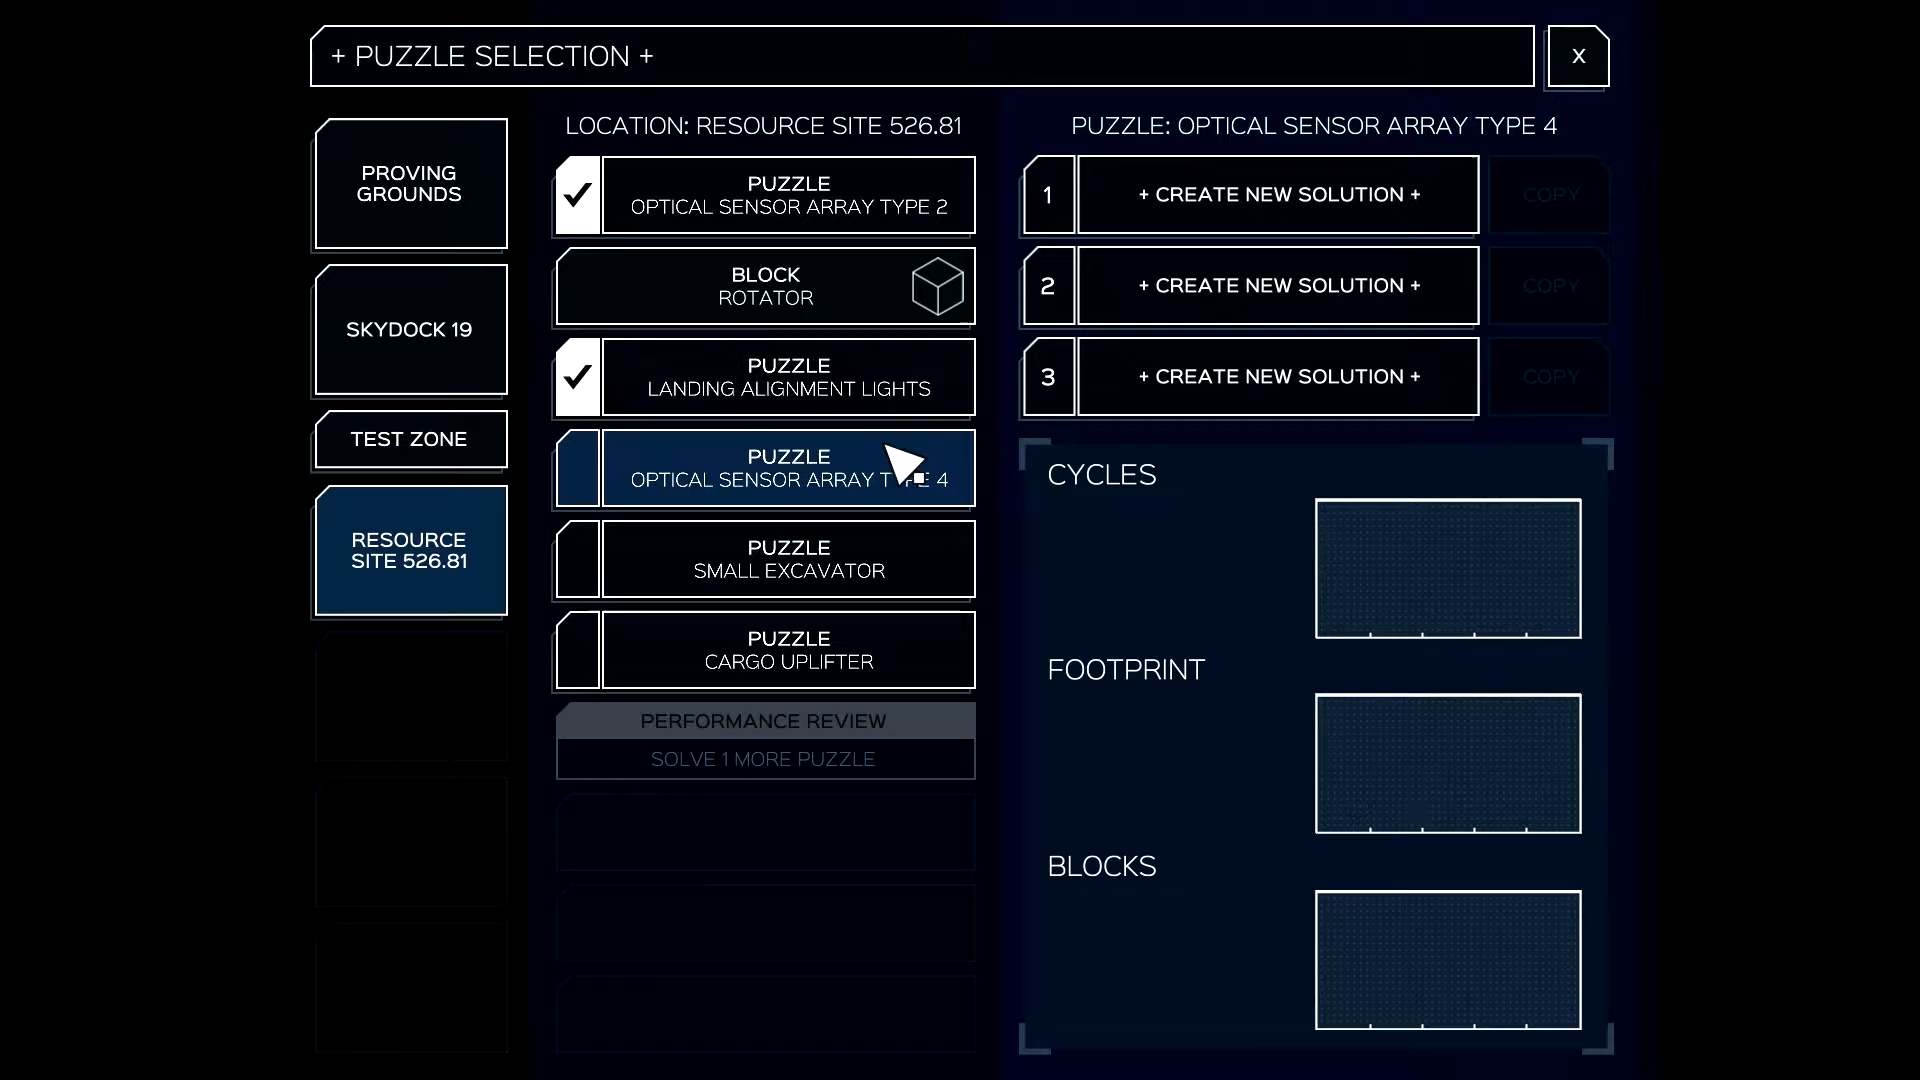 + PUZZLE SELECTION +
X
PROVING
GROUNDS
SKYDOCK 19
TEST ZONE
RESOURCE
SITE 526.81
LOCATION: RESOURCE SITE 526.81
PUZZLE
OPTICAL SENSOR ARRAY TYPE 2
BLOCK
ROTATOR
PUZZLE
LANDING ALIGNMENT LIGHTS
PUZZLE
OPTICAL SENSOR ARRAY TYPE 4
PUZZLE
SMALL EXCAVATOR
PUZZLE
CARGO UPLIFTER
PERFORMANCE REVIEW
SOLVE 1 MORE PUZZLE
PUZZLE: OPTICAL SENSOR ARRAY TYPE 4
1 + CREATE NEW SOLUTION + COPY
2 + CREATE NEW SOLUTION + COPY
3 + CREATE NEW SOLUTION + COPY
CYCLES
FOOTPRINT
BLOCKS